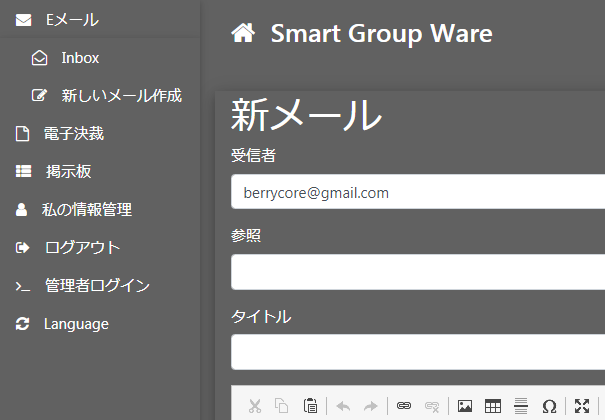 Eメール
Inbox
新しいメール作成
電子決裁
掲示板
私の情報管理
ログアウト
管理者ログイン
Language
Smart Group Ware
新メール
受信者
berrycore@gmail.com
参照
タイトル